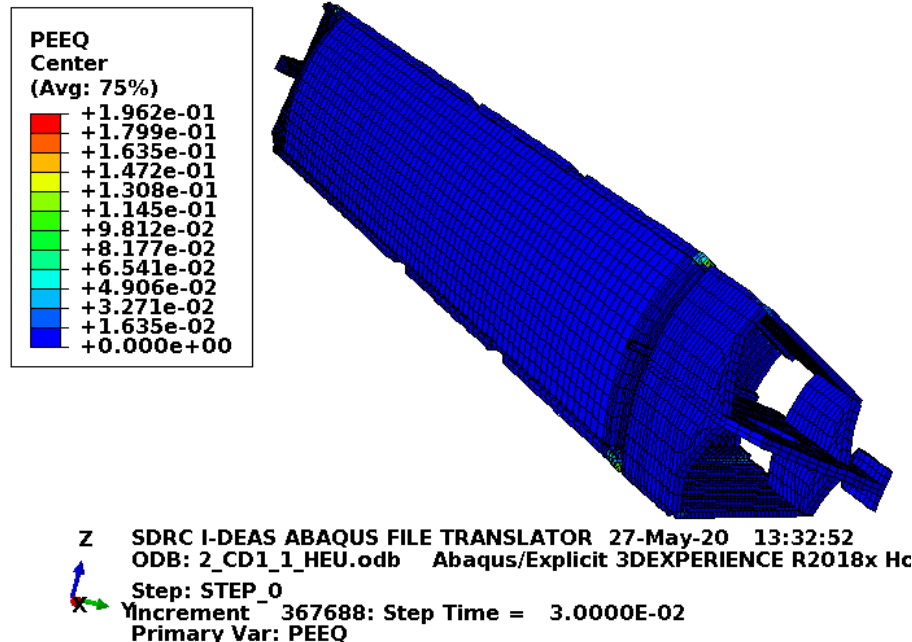 PEEQ
Center
(Avg: 75%)
+1.962e-01
+1.799e-01
+1.635e-01
+1.472e-01
+1.308e-01
+1.145e-01
+9.812e-02
+8.177e-02
+6.541e-02
+4.906e-02
+3.271e-02
+1.635e-02
+0.000e+00
Z
Y
X
SDRC I-DEAS ABAQUS FILE TRANSLATOR 27-May-20 13:32:52
ODB: 2_CD1_1_HEU.odb Abaqus/Explicit 3DEXPERIENCE R2018x Ho
Step: STEP_0
Increment 367688: Step Time = 3.0000E-02
Primary Var: PEEQ